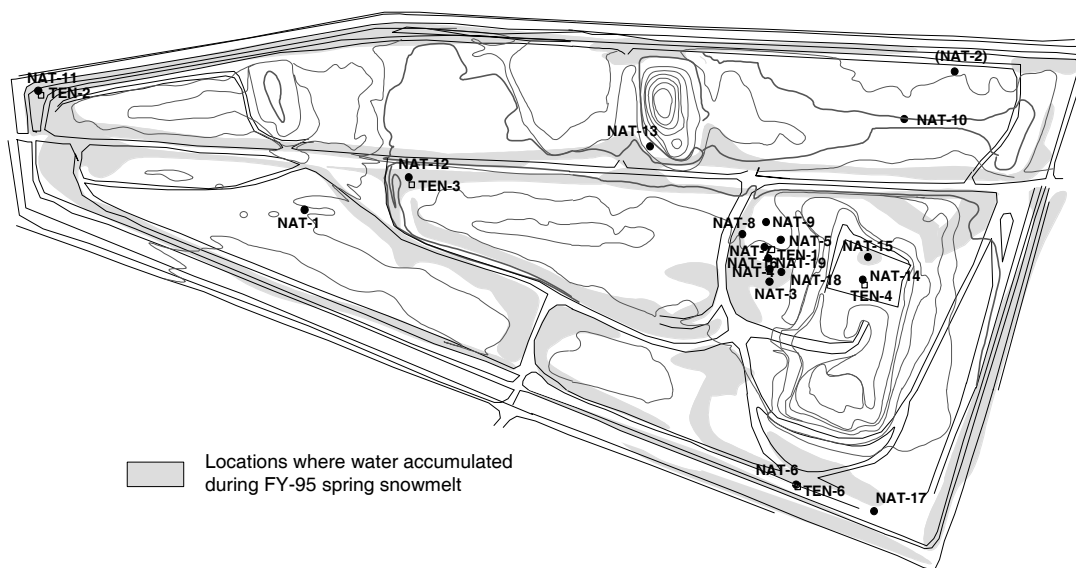 (NAT-2)
NAT-11
TEN-2
NAT-10
NAT-13
NAT-12
TEN-3
NAT-1
NAT-8
NAT-9
NAT-5
NAT-15
TEN-1
NAT-19
NAT-4
NAT-18
NAT-14
NAT-3
TEN-4
Locations where water accumulated
during FY-95 spring snowmelt
NAT-6
TEN-6
NAT-17